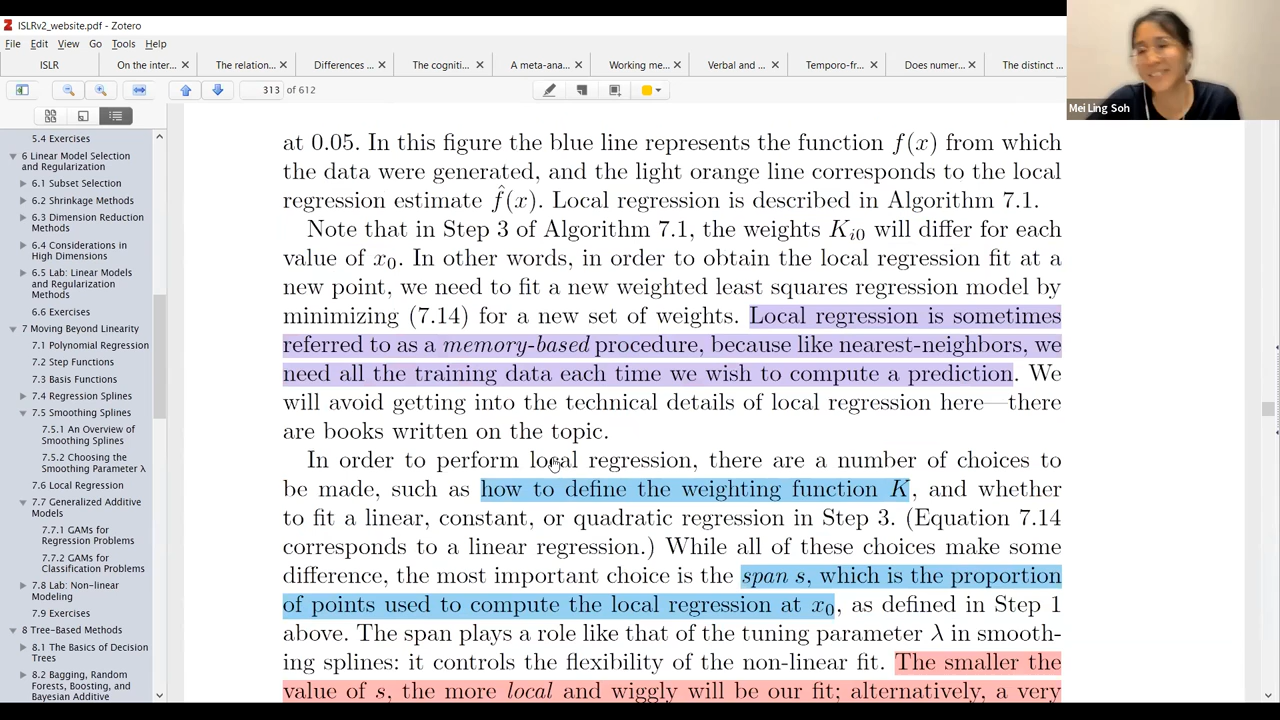 ISLRv2_website.pdf - Zotero
File Edit View Go Tools Help
ISLR On the inter... The relation... Differences ... The cogniti... A meta-ana... Working me... Verbal and ... Temporo-fr... Does numer... The distinct
313 of 612
Mei Ling Soh
5.4 Exercises
6 Linear Model Selection
and Regularization
6.1 Subset Selection
6.2 Shrinkage Methods
6.3 Dimension Reduction
Methods
6.4 Considerations in
High Dimensions
6.5 Lab: Linear Models
and Regularization
Methods
6.6 Exercises
7 Moving Beyond Linearity
7.1 Polynomial Regression
7.2 Step Functions
7.3 Basis Functions
7.4 Regression Splines
7.5 Smoothing Splines
7.5.1 An Overview of
Smoothing Splines
7.5.2 Choosing the
Smoothing Parameter λ
7.6 Local Regression
7.7 Generalized Additive
Models
7.7.1 GAMs for
Regression Problems
7.7.2 GAMs for
Classification Problems
7.8 Lab: Non-linear
Modeling
7.9 Exercises
8 Tree-Based Methods
8.1 The Basics of Decision
Trees
8.2 Bagging, Random
Forests, Boosting, and
Bayesian Additive
at 0.05. In this figure the blue line represents the function f(x) from which
the data were generated, and the light orange line corresponds to the local
regression estimate f̂(x). Local regression is described in Algorithm 7.1.
Note that in Step 3 of Algorithm 7.1, the weights Ki0 will differ for each
value of x0. In other words, in order to obtain the local regression fit at a
new point, we need to fit a new weighted least squares regression model by
minimizing (7.14) for a new set of weights. Local regression is sometimes
referred to as a memory-based procedure, because like nearest-neighbors, we
need all the training data each time we wish to compute a prediction. We
will avoid getting into the technical details of local regression here—there
are books written on the topic.
In order to perform local regression, there are a number of choices to
be made, such as how to define the weighting function K, and whether
to fit a linear, constant, or quadratic regression in Step 3. (Equation 7.14
corresponds to a linear regression.) While all of these choices make some
difference, the most important choice is the span s, which is the proportion
of points used to compute the local regression at x0, as defined in Step 1
above. The span plays a role like that of the tuning parameter λ in smooth-
ing splines: it controls the flexibility of the non-linear fit. The smaller the
value of s, the more local and wiggly will be our fit; alternatively, a very